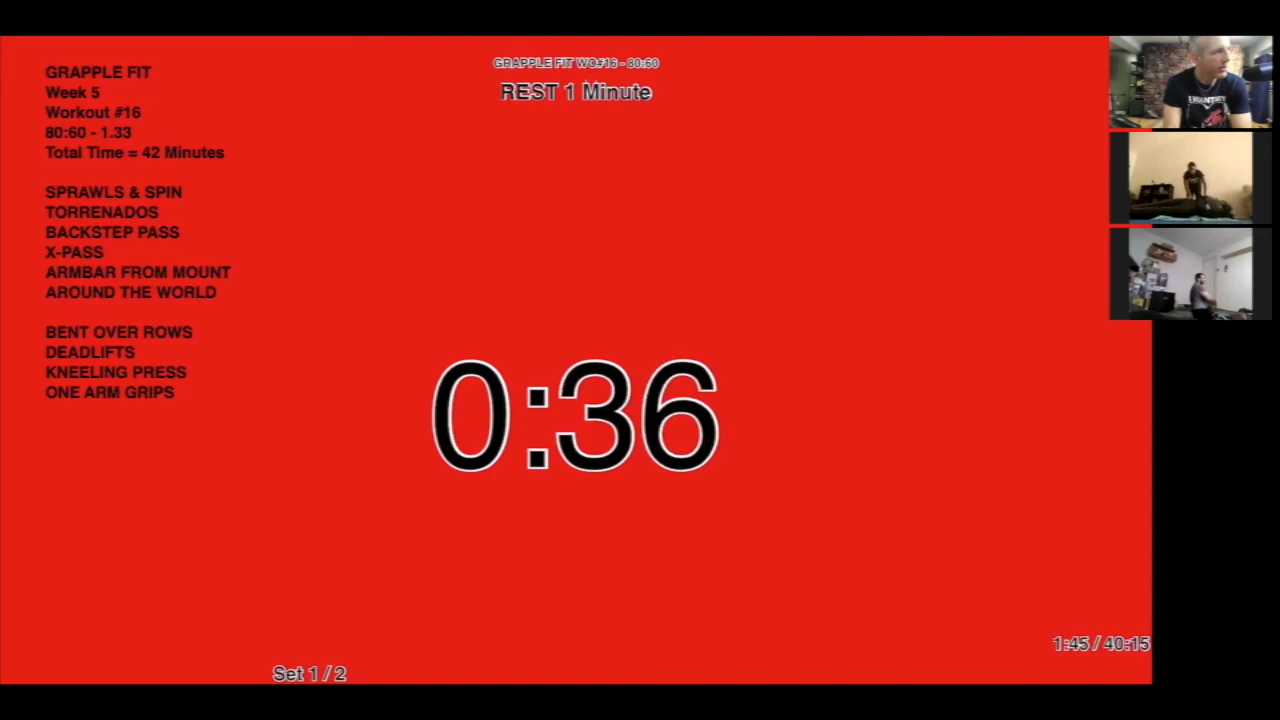 GRAPPLE FIT
Week 5
Workout #16
80:60 - 1.33
Total Time = 42 Minutes
SPRAWLS & SPIN
TORRENADOS
BACKSTEP PASS
X-PASS
ARMBAR FROM MOUNT
AROUND THE WORLD
BENT OVER ROWS
DEADLIFTS
KNEELING PRESS
ONE ARM GRIPS
GRAPPLE FIT WO#16 - 80:60
REST 1 Minute
0:36
1:45 / 40:15
Set 1 / 2